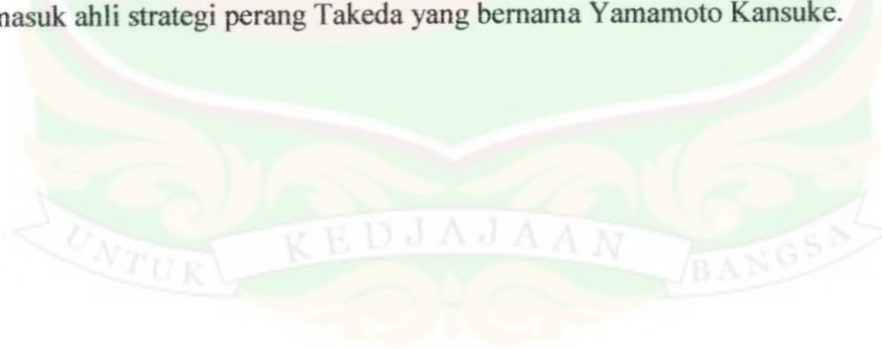 masuk ahli strategi perang Takeda yang bernama Yamamoto Kansuke.
UNTUK KEDJAJAAN BANGSA